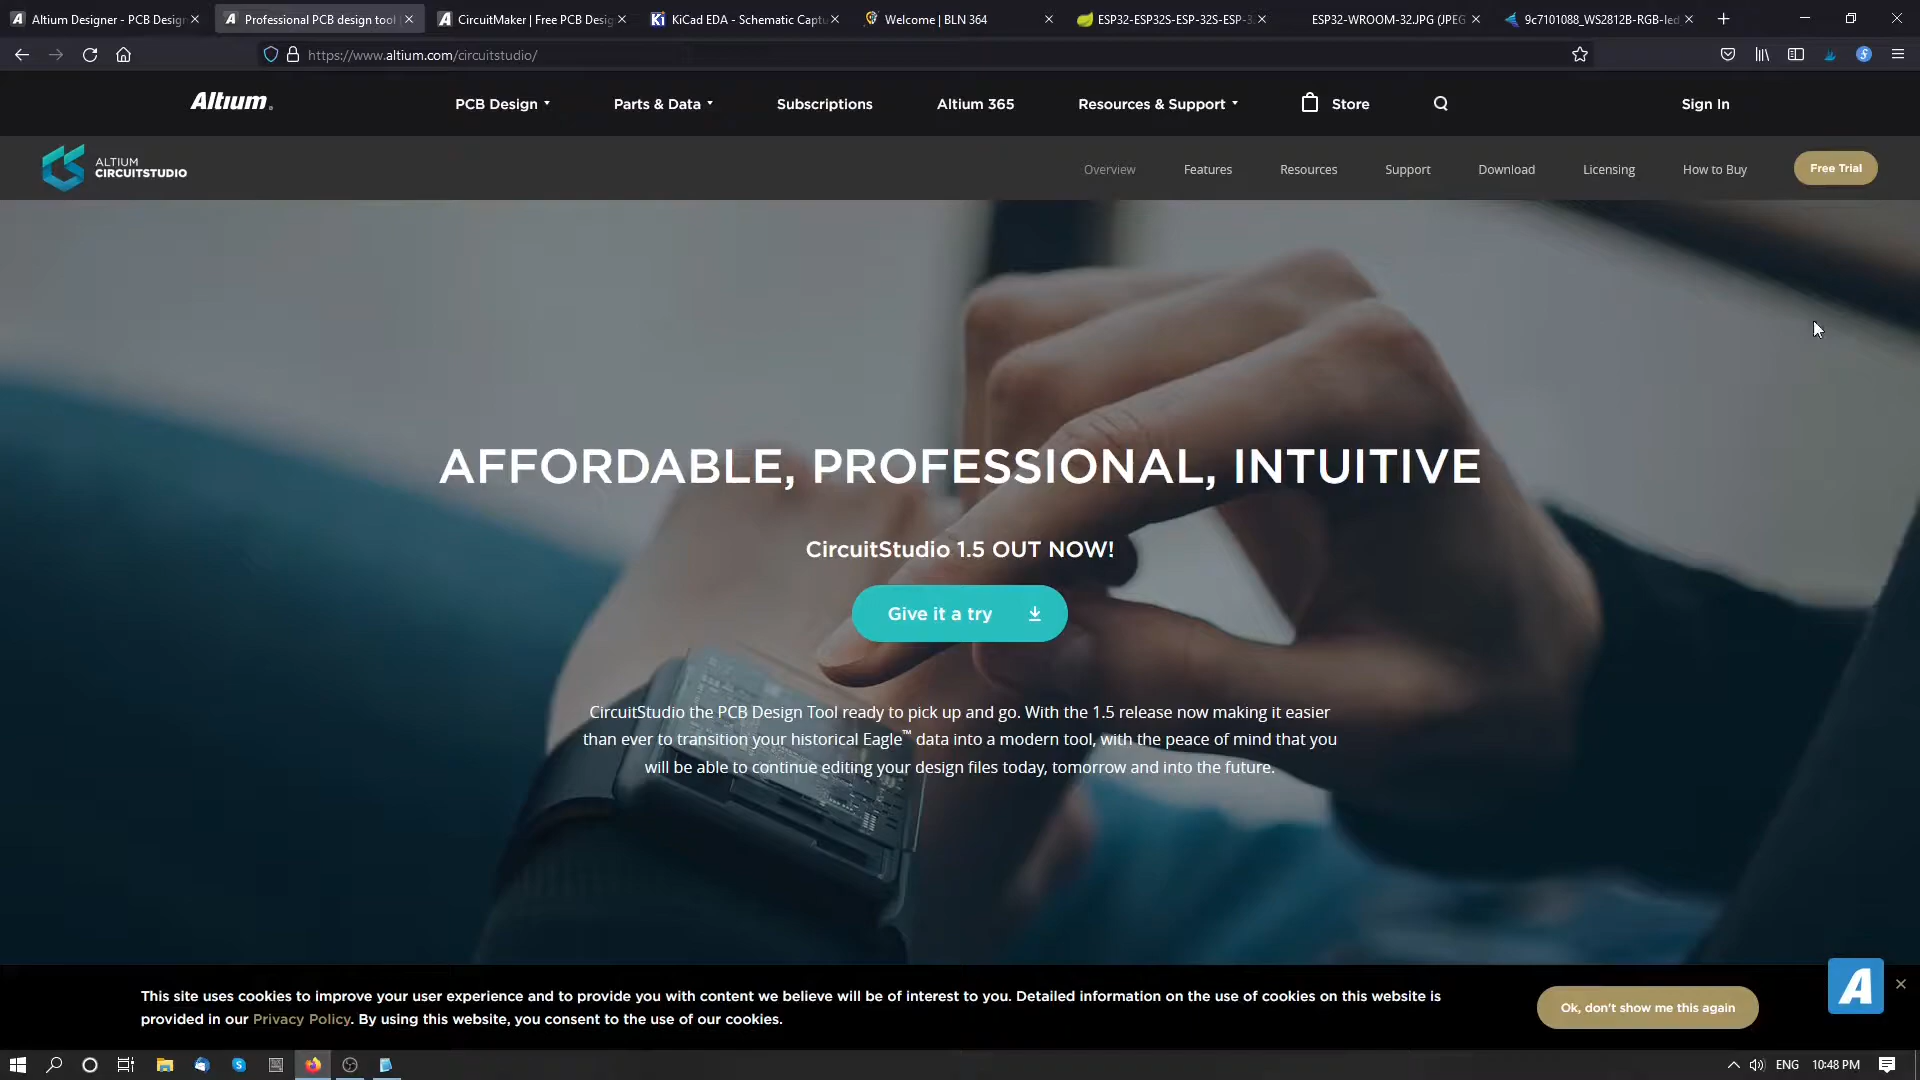 Altium Designer - PCB Design
Professional PCB design tool |
CircuitMaker | Free PCB Desig
KiCad EDA - Schematic Captu
Welcome | BLN 364
ESP32-ESP32S-ESP-32S-ESP-3
ESP32-WROOM-32.JPG (JPEG
9c7101088_WS2812B-RGB-led
https://www.altium.com/circuitstudio/
Altium.
PCB Design
Parts & Data
Subscriptions
Altium 365
Resources & Support
Store
Sign In
ALTIUM
CIRCUITSTUDIO
Overview
Features
Resources
Support
Download
Licensing
How to Buy
Free Trial
AFFORDABLE, PROFESSIONAL, INTUITIVE
CircuitStudio 1.5 OUT NOW!
Give it a try
CircuitStudio the PCB Design Tool ready to pick up and go. With the 1.5 release now making it easier
than ever to transition your historical Eagle™ data into a modern tool, with the peace of mind that you
will be able to continue editing your design files today, tomorrow and into the future.
This site uses cookies to improve your user experience and to provide you with content we believe will be of interest to you. Detailed information on the use of cookies on this website is
provided in our Privacy Policy. By using this website, you consent to the use of our cookies.
Ok, don't show me this again
ENG
10:48 PM